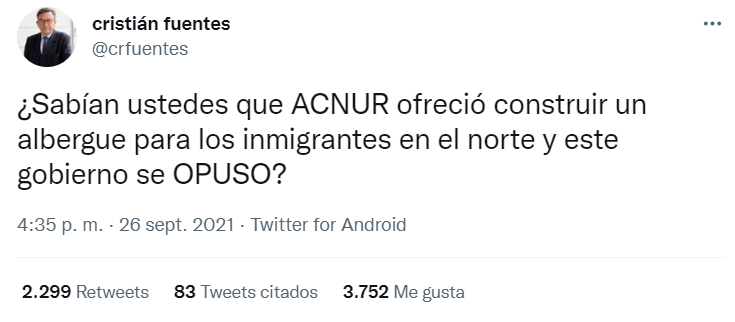 cristián fuentes
@crfuentes
¿Sabían ustedes que ACNUR ofreció construir un
albergue para los inmigrantes en el norte y este
gobierno se OPUSO?
4:35 p. m. · 26 sept. 2021 · Twitter for Android
2.299 Retweets 83 Tweets citados 3.752 Me gusta